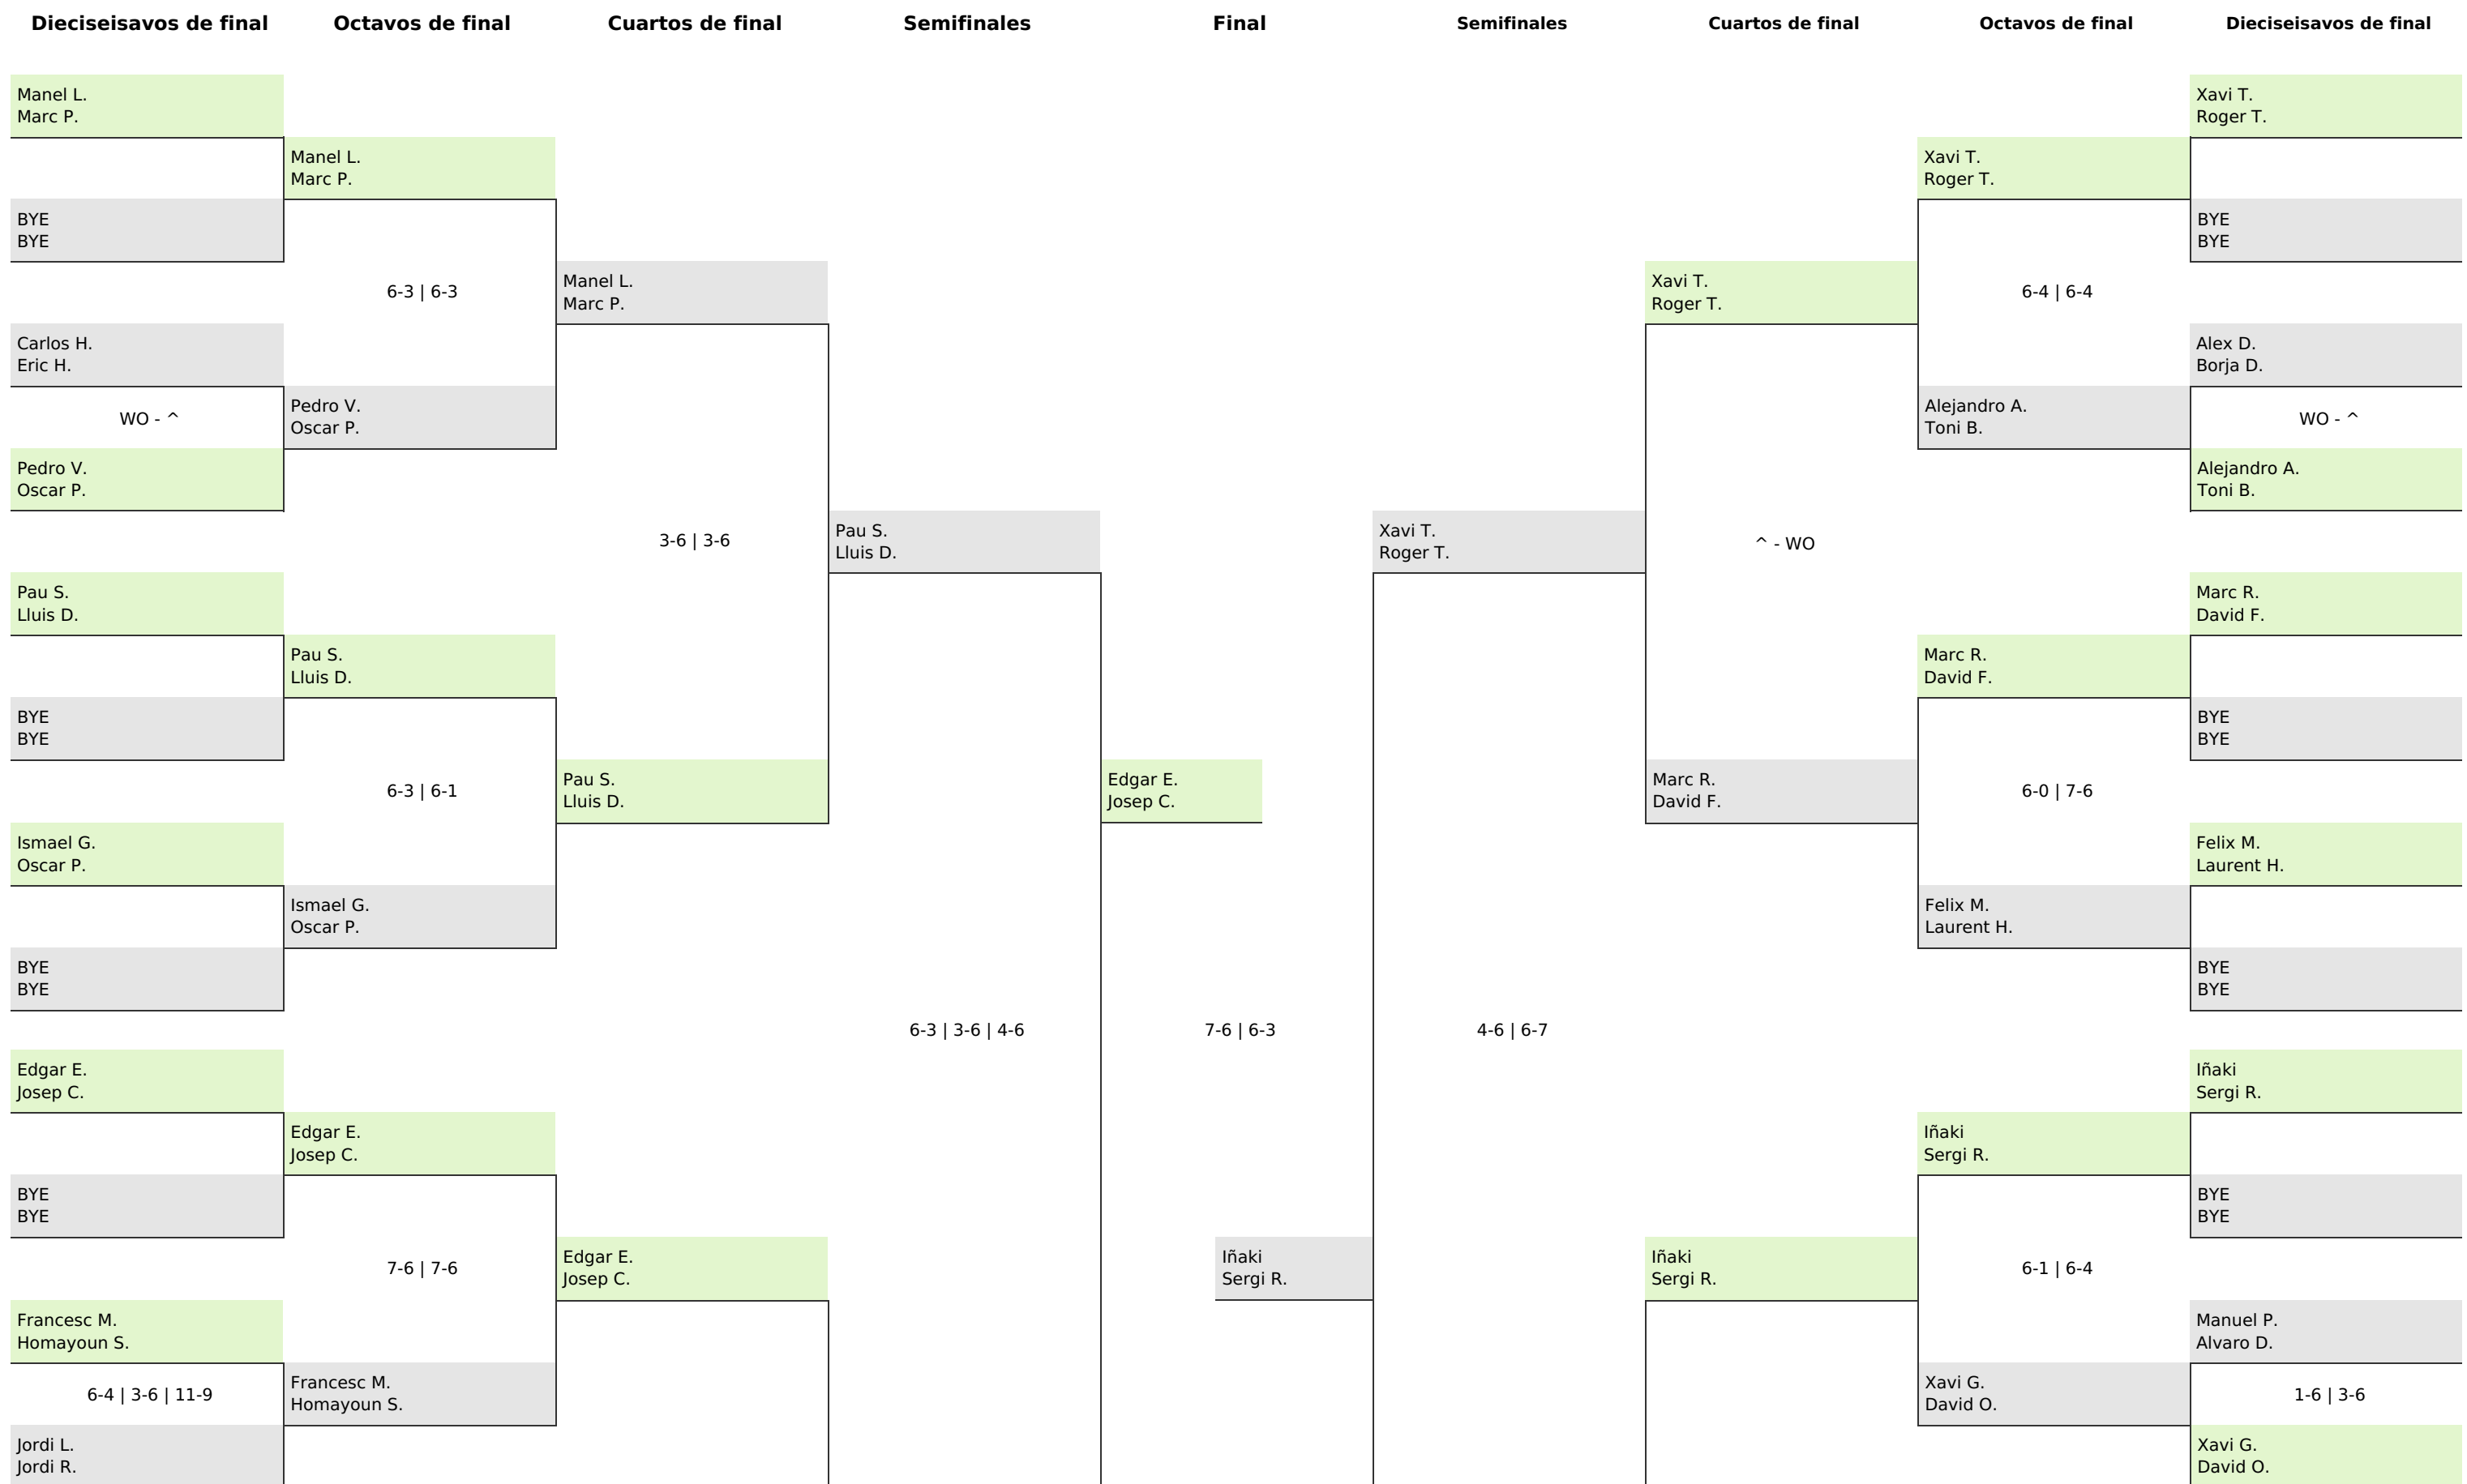 Dieciseisavos de final
Octavos de final
Cuartos de final
Semifinales
Final
Semifinales
Cuartos de final
Octavos de final
Dieciseisavos de final
Manel L.
Marc P.
BYE
BYE
Carlos H.
Eric H.
WO - ^
Pedro V.
Oscar P.
Pau S.
Lluis D.
BYE
BYE
Ismael G.
Oscar P.
BYE
BYE
Edgar E.
Josep C.
BYE
BYE
Francesc M.
Homayoun S.
6-4 | 3-6 | 11-9
Jordi L.
Jordi R.
Manel L.
Marc P.
6-3 | 6-3
Pedro V.
Oscar P.
Pau S.
Lluis D.
6-3 | 6-1
Ismael G.
Oscar P.
Edgar E.
Josep C.
7-6 | 7-6
Francesc M.
Homayoun S.
Manel L.
Marc P.
3-6 | 3-6
Pau S.
Lluis D.
Edgar E.
Josep C.
Pau S.
Lluis D.
6-3 | 3-6 | 4-6
Edgar E.
Josep C.
7-6 | 6-3
Iñaki
Sergi R.
Xavi T.
Roger T.
4-6 | 6-7
Xavi T.
Roger T.
^ - WO
Marc R.
David F.
Iñaki
Sergi R.
Xavi T.
Roger T.
6-4 | 6-4
Alejandro A.
Toni B.
Marc R.
David F.
6-0 | 7-6
Felix M.
Laurent H.
Iñaki
Sergi R.
6-1 | 6-4
Xavi G.
David O.
Xavi T.
Roger T.
BYE
BYE
Alex D.
Borja D.
WO - ^
Alejandro A.
Toni B.
Marc R.
David F.
BYE
BYE
Felix M.
Laurent H.
BYE
BYE
Iñaki
Sergi R.
BYE
BYE
Manuel P.
Alvaro D.
1-6 | 3-6
Xavi G.
David O.